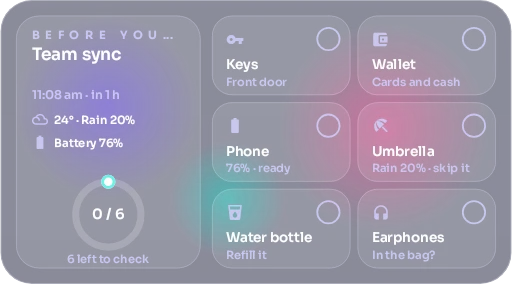 BEFORE YOU...
Team sync
11:08 am · in 1 h
24° · Rain 20%
Battery 76%
0 / 6
6 left to check
Keys
Front door
Wallet
Cards and cash
Phone
76% · ready
Umbrella
Rain 20% · skip it
Water bottle
Refill it
Earphones
In the bag?